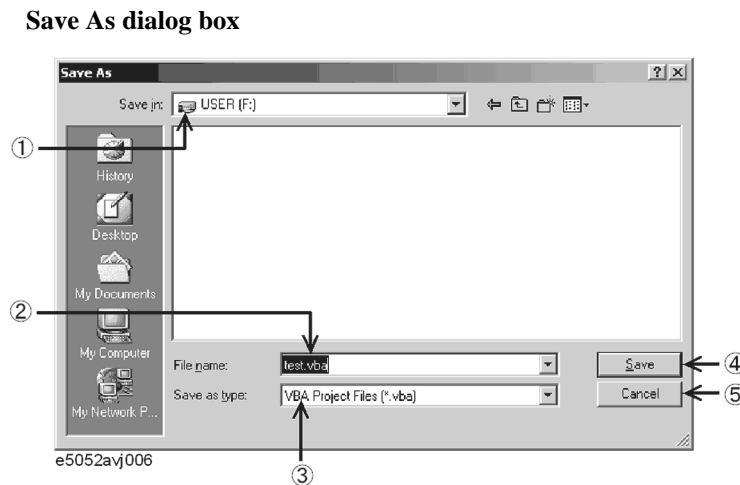 Save As dialog box
Save As
Save in:
USER (F:)
①
History
Desktop
My Documents
②
My Computer
File name:
test.vba
Save
④
Save as type:
VBA Project Files (*.vba)
Cancel
⑤
My Network P...
e5052avj006
③